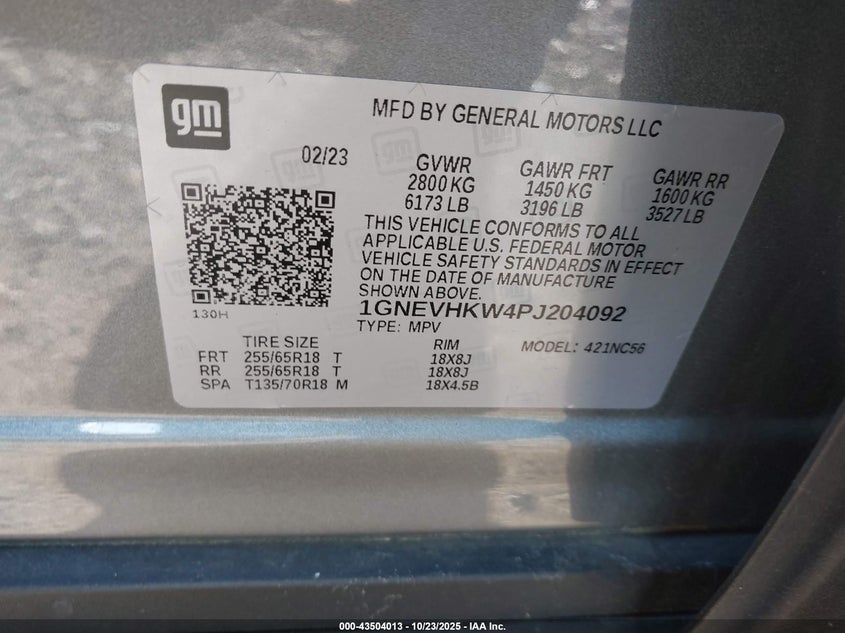 gm
MFD BY GENERAL MOTORS LLC
02/23
GVWR
2800 KG
6173 LB
GAWR FRT
1450 KG
3196 LB
GAWR RR
1600 KG
3527 LB
THIS VEHICLE CONFORMS TO ALL
APPLICABLE U.S. FEDERAL MOTOR
VEHICLE SAFETY STANDARDS IN EFFECT
ON THE DATE OF MANUFACTURE
SHOWN ABOVE.
1GNEVHKW4PJ204092
130H
TYPE: MPV
MODEL: 421NC56
TIRE SIZE RIM
FRT 255/65R18 T 18X8J
RR 255/65R18 T 18X8J
SPA T135/70R18 M 18X4.5B
000-43504013 - 10/23/2025 - IAA Inc.